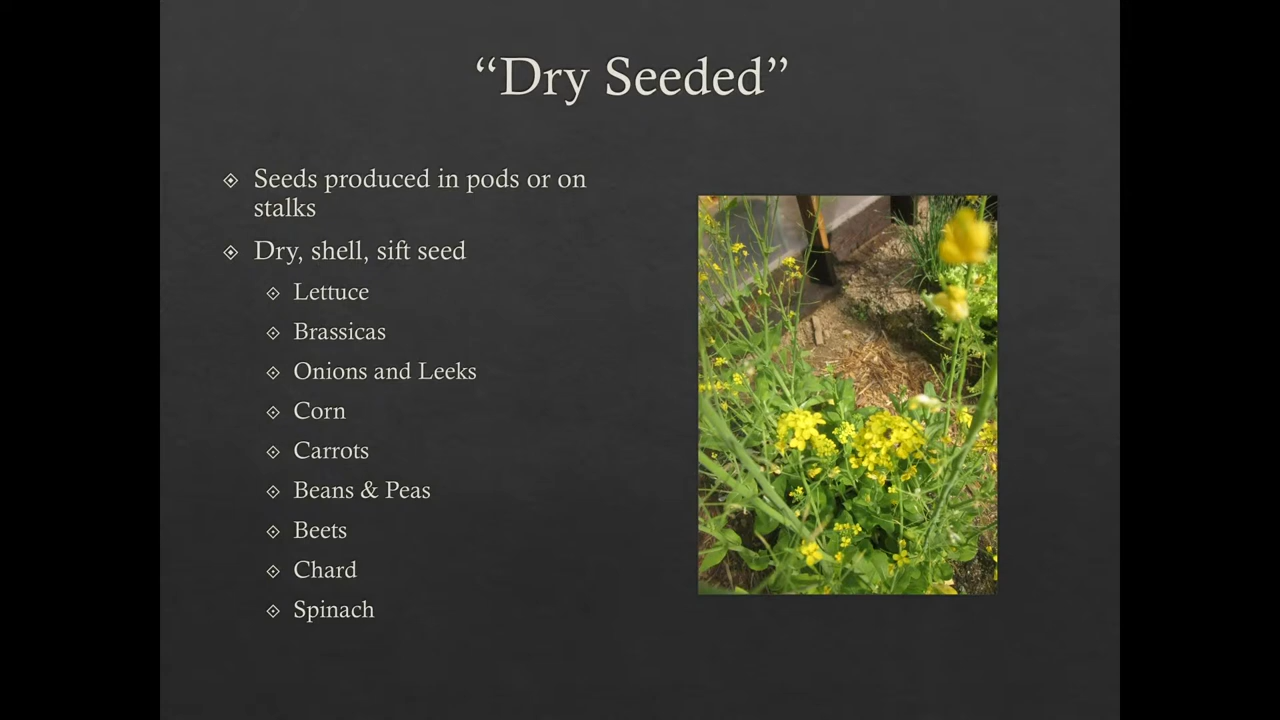 “Dry Seeded”
Seeds produced in pods or on
stalks
Dry, shell, sift seed
Lettuce
Brassicas
Onions and Leeks
Corn
Carrots
Beans & Peas
Beets
Chard
Spinach